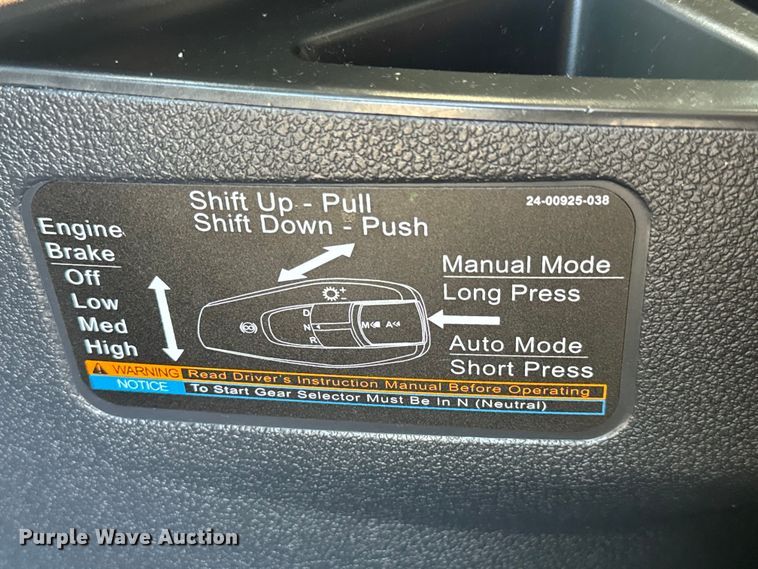 Shift Up - Pull
Shift Down - Push
24-00925-038
Engine
Brake
Off
Low
Med
High
D
N
R
+
-
M
A
Manual Mode
Long Press
Auto Mode
Short Press
WARNING Read Driver's Instruction Manual Before Operating
NOTICE To Start Gear Selector Must Be In N (Neutral)
Purple Wave Auction